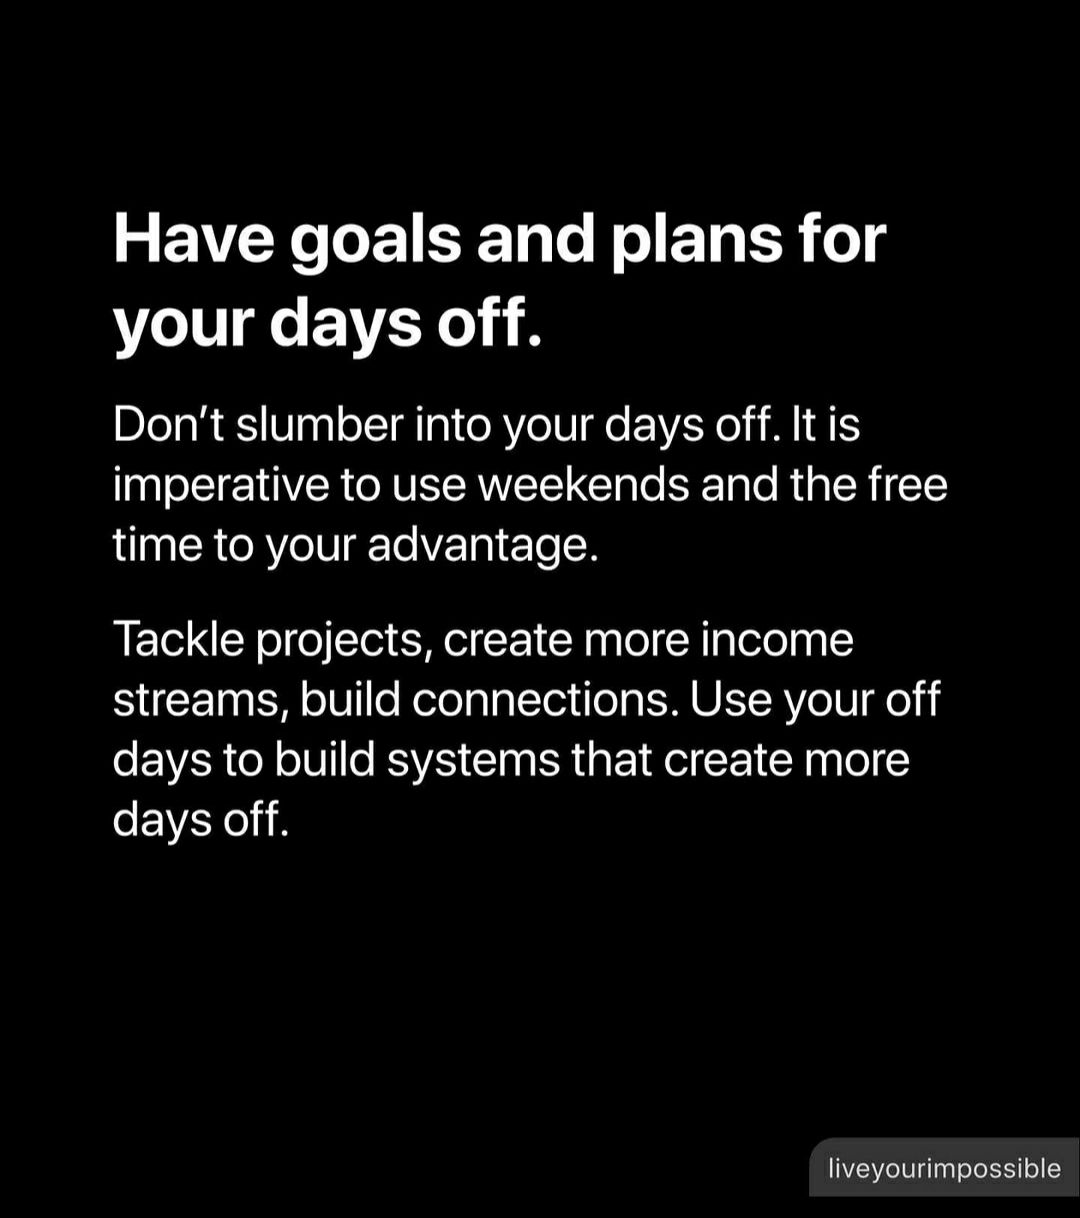 Have goals and plans for
your days off.
Don’t slumber into your days off. It is
imperative to use weekends and the free
time to your advantage.
Tackle projects, create more income
streams, build connections. Use your off
days to build systems that create more
days off.
liveyourimpossible